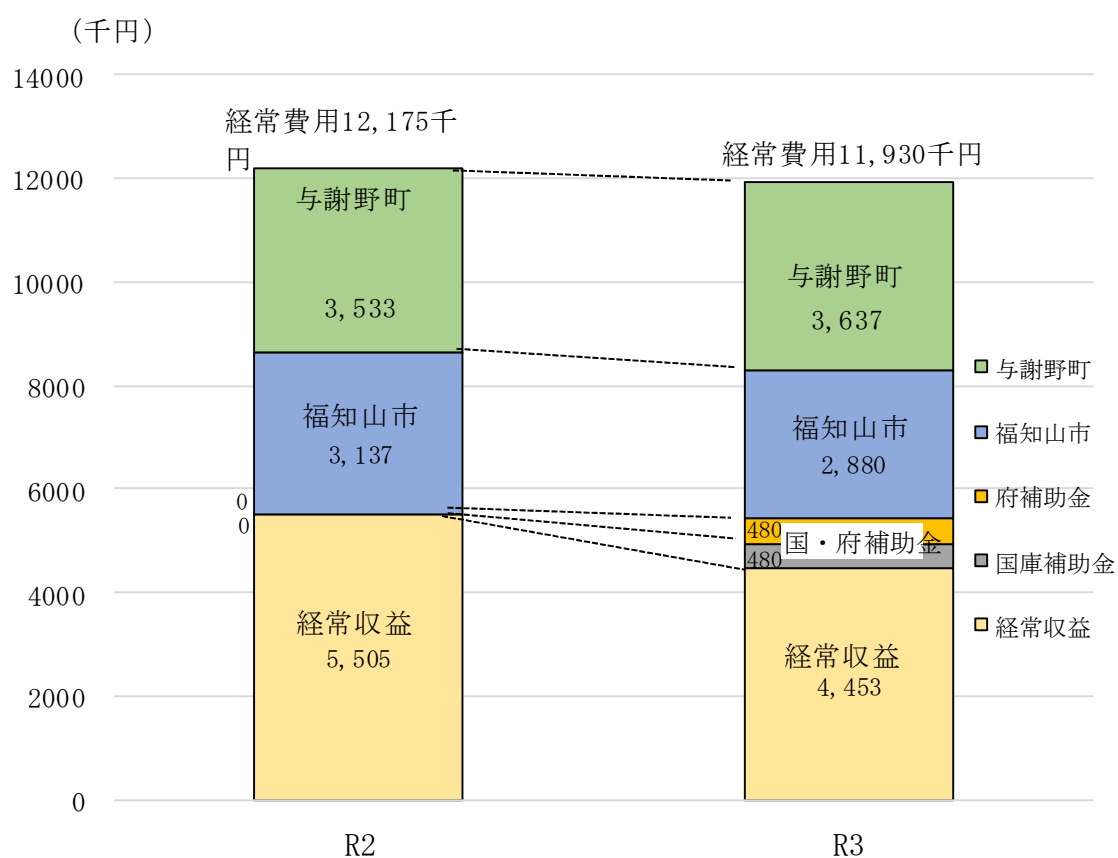 (千円)
14000
12000
10000
8000
6000
4000
2000
0
経常費用12,175千
円
与謝野町
3,533
福知山市
3,137
0
0
経常収益
5,505
R2
経常費用11,930千円
与謝野町
3,637
福知山市
2,880
480
国・府補助金
480
経常収益
4,453
R3
与謝野町
福知山市
府補助金
国庫補助金
経常収益